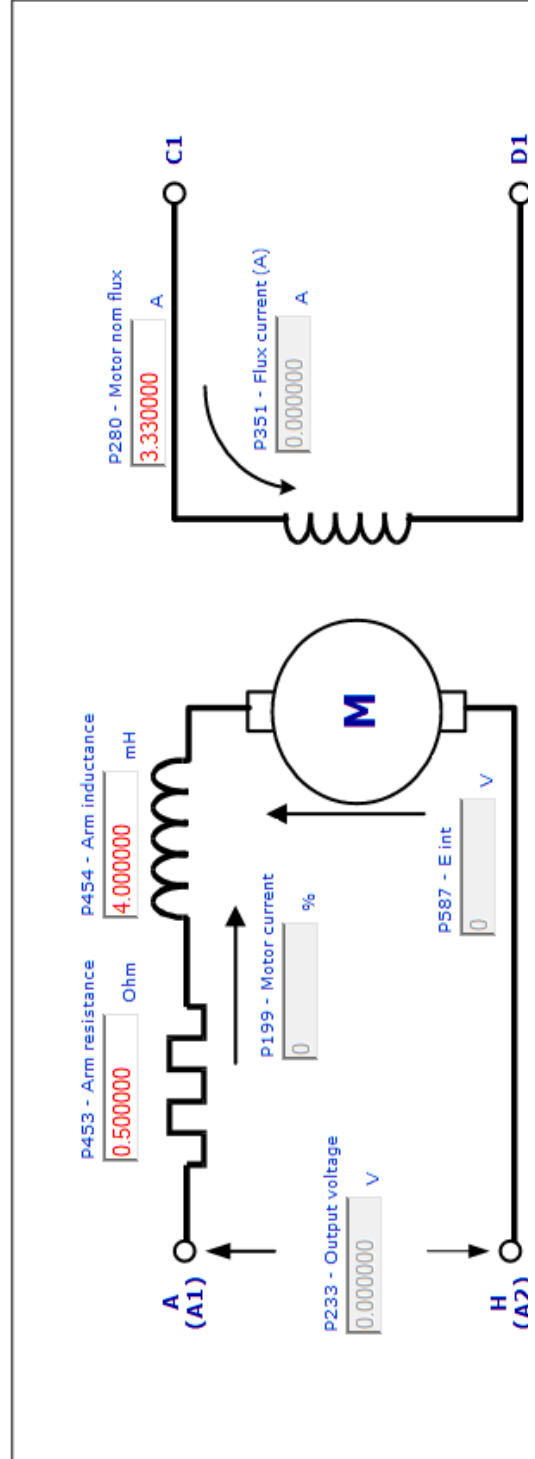 P453 - Arm resistance
0.500000 Ohm
P454 - Arm inductance
4.000000 mH
P280 - Motor nom flux
3.330000 A
A
(A1)
C1
P199 - Motor current
0 %
P351 - Flux current (A)
0.000000 A
P233 - Output voltage
0.000000 V
M
P587 - E int
0 V
H
(A2)
D1